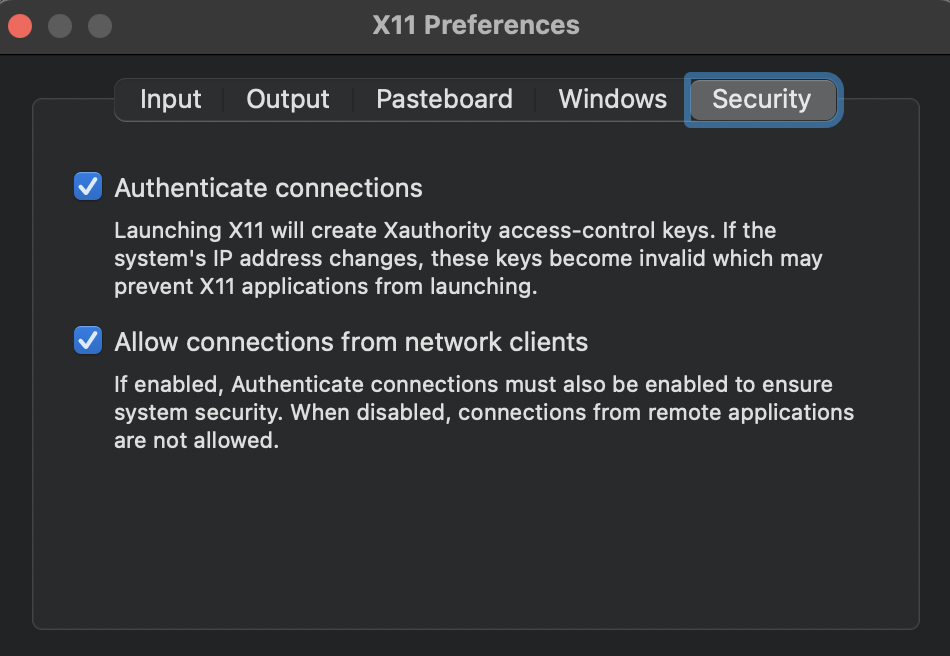 X11 Preferences
Input
Output
Pasteboard
Windows
Security
Authenticate connections
Launching X11 will create Xauthority access-control keys. If the
system's IP address changes, these keys become invalid which may
prevent X11 applications from launching.
Allow connections from network clients
If enabled, Authenticate connections must also be enabled to ensure
system security. When disabled, connections from remote applications
are not allowed.